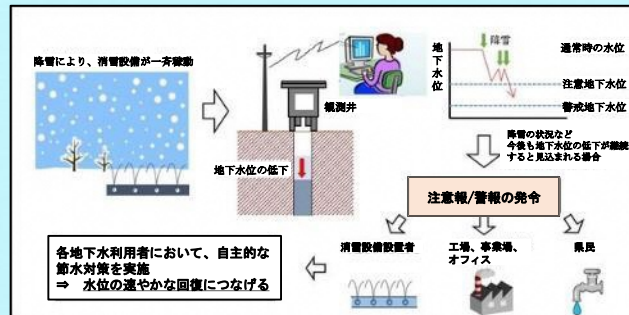 降雪により、消雪設備が一斉稼動
観測井
地下水位の低下
地下水位
降雪
通常時の水位
注意地下水位
警戒地下水位
降雪の状況など
今後も地下水位の低下が継続
すると見込まれる場合
注意報/警報の発令
消雪設備設置者
工場、事業場、
オフィス
県民
各地下水利用者において、自主的な
節水対策を実施
⇒ 水位の速やかな回復につなげる